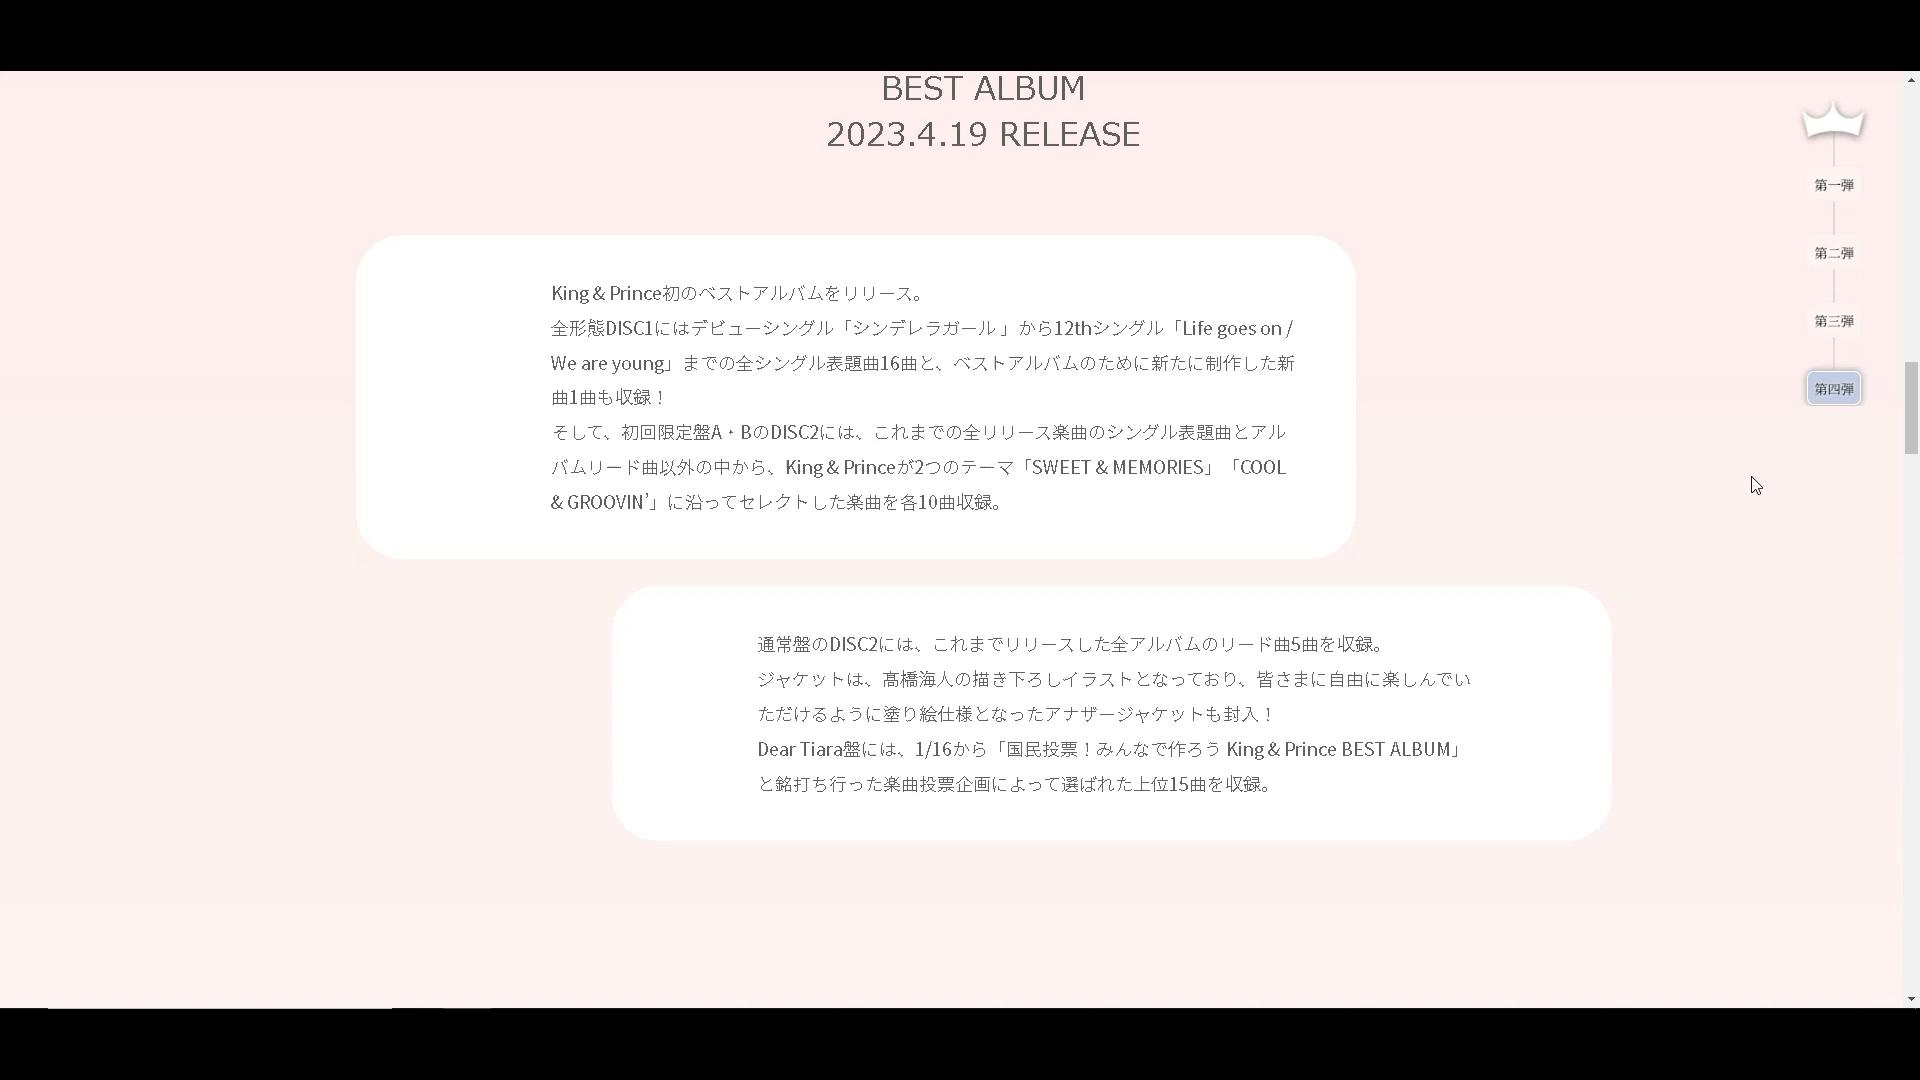 BEST ALBUM
2023.4.19 RELEASE
第一弾
第二弾
第三弾
第四弾
King & Prince初のベストアルバムをリリース。
全形態DISC1にはデビューシングル「シンデレラガール 」から12thシングル「Life goes on /
We are young」までの全シングル表題曲16曲と、ベストアルバムのために新たに制作した新
曲1曲も収録！
そして、初回限定盤A・BのDISC2には、これまでの全リリース楽曲のシングル表題曲とアル
バムリード曲以外の中から、King & Princeが2つのテーマ「SWEET & MEMORIES」「COOL
& GROOVIN’」に沿ってセレクトした楽曲を各10曲収録。
通常盤のDISC2には、これまでリリースした全アルバムのリード曲5曲を収録。
ジャケットは、髙橋海人の描き下ろしイラストとなっており、皆さまに自由に楽しんでい
ただけるように塗り絵仕様となったアナザージャケットも封入！
Dear Tiara盤には、1/16から「国民投票！みんなで作ろう King & Prince BEST ALBUM」
と銘打ち行った楽曲投票企画によって選ばれた上位15曲を収録。